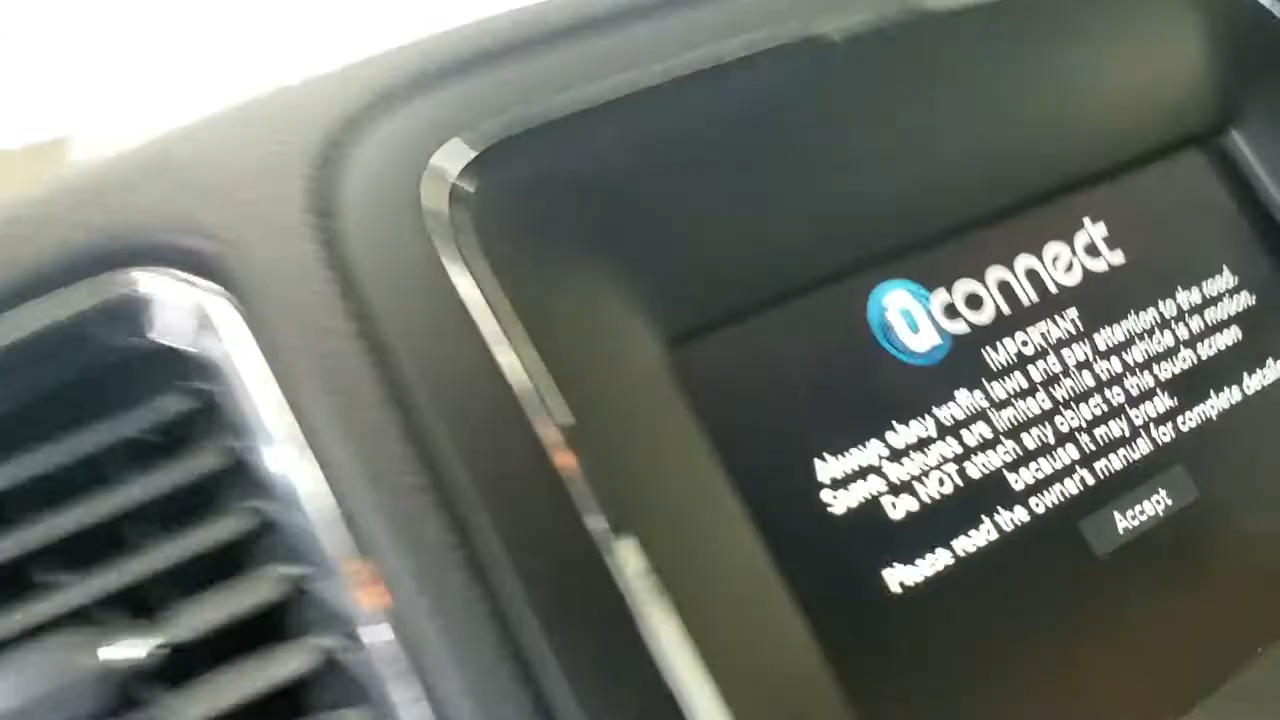 uconnect
IMPORTANT
Always obey traffic laws and pay attention to the road.
Some features are limited while the vehicle is in motion.
Do NOT attach any object to this touch screen
because it may break.
Please read the owner's manual for complete details
Accept